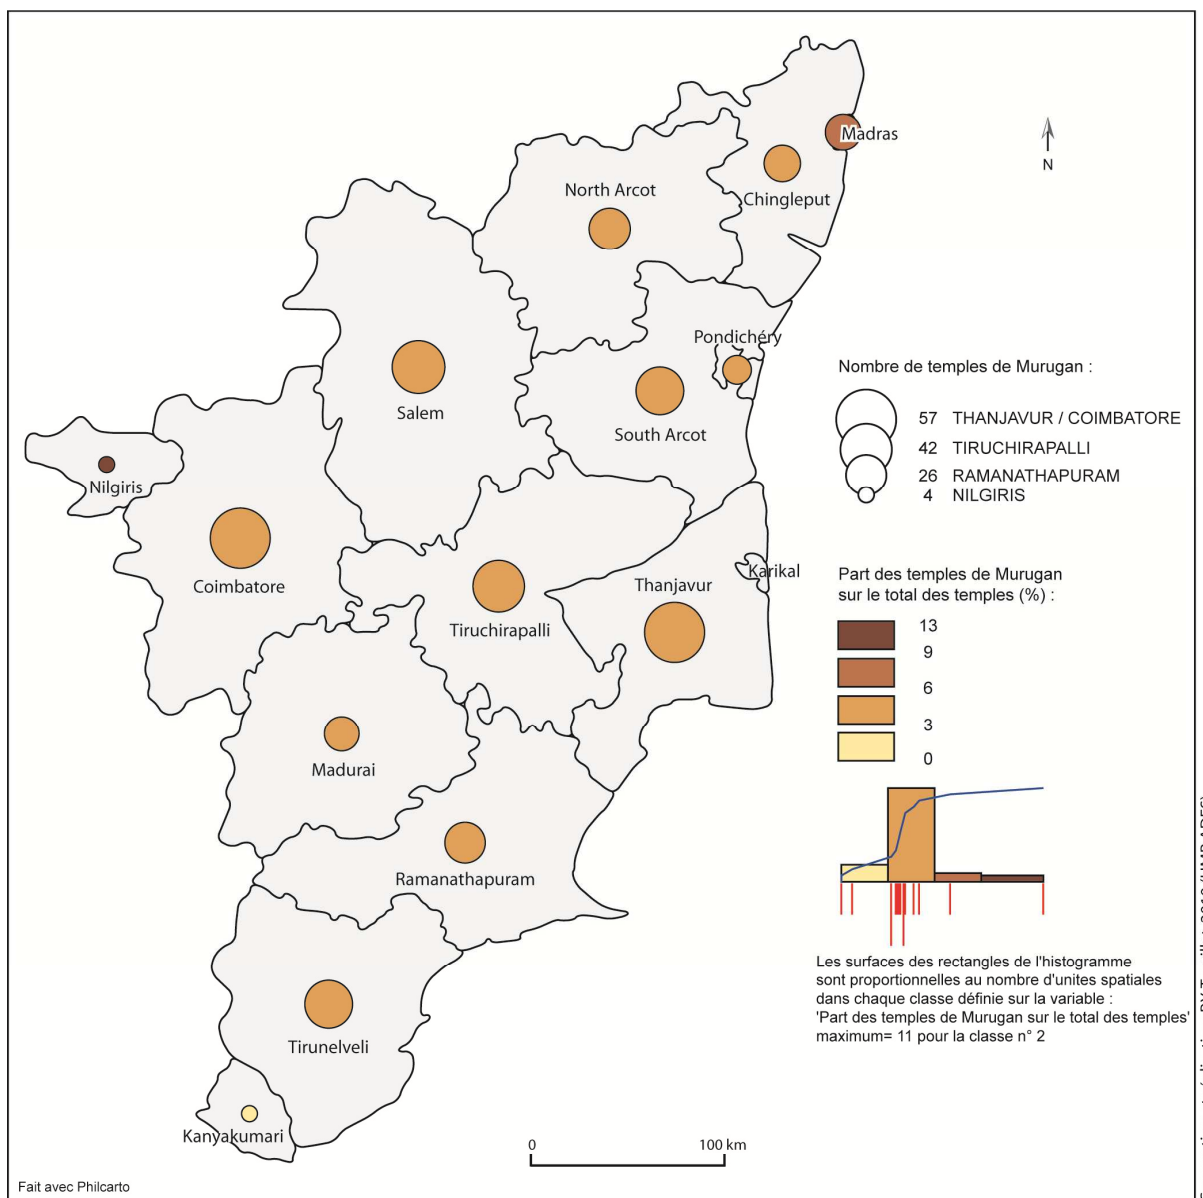 Madras
N
Chingleput
North Arcot
Pondichéry
Salem
South Arcot
Nilgiris
Coimbatore
Tiruchirapalli
Thanjavur
Karikal
Madurai
Ramanathapuram
Tirunelveli
Kanyakumari
Nombre de temples de Murugan :
57 THANJAVUR / COIMBATORE
42 TIRUCHIRAPALLI
26 RAMANATHAPURAM
4 NILGIRIS
Part des temples de Murugan
sur le total des temples (%) :
13
9
6
3
0
Les surfaces des rectangles de l'histogramme
sont proportionnelles au nombre d'unites spatiales
dans chaque classe définie sur la variable :
'Part des temples de Murugan sur le total des temples'
maximum= 11 pour la classe n° 2
0 100 km
Fait avec Philcarto